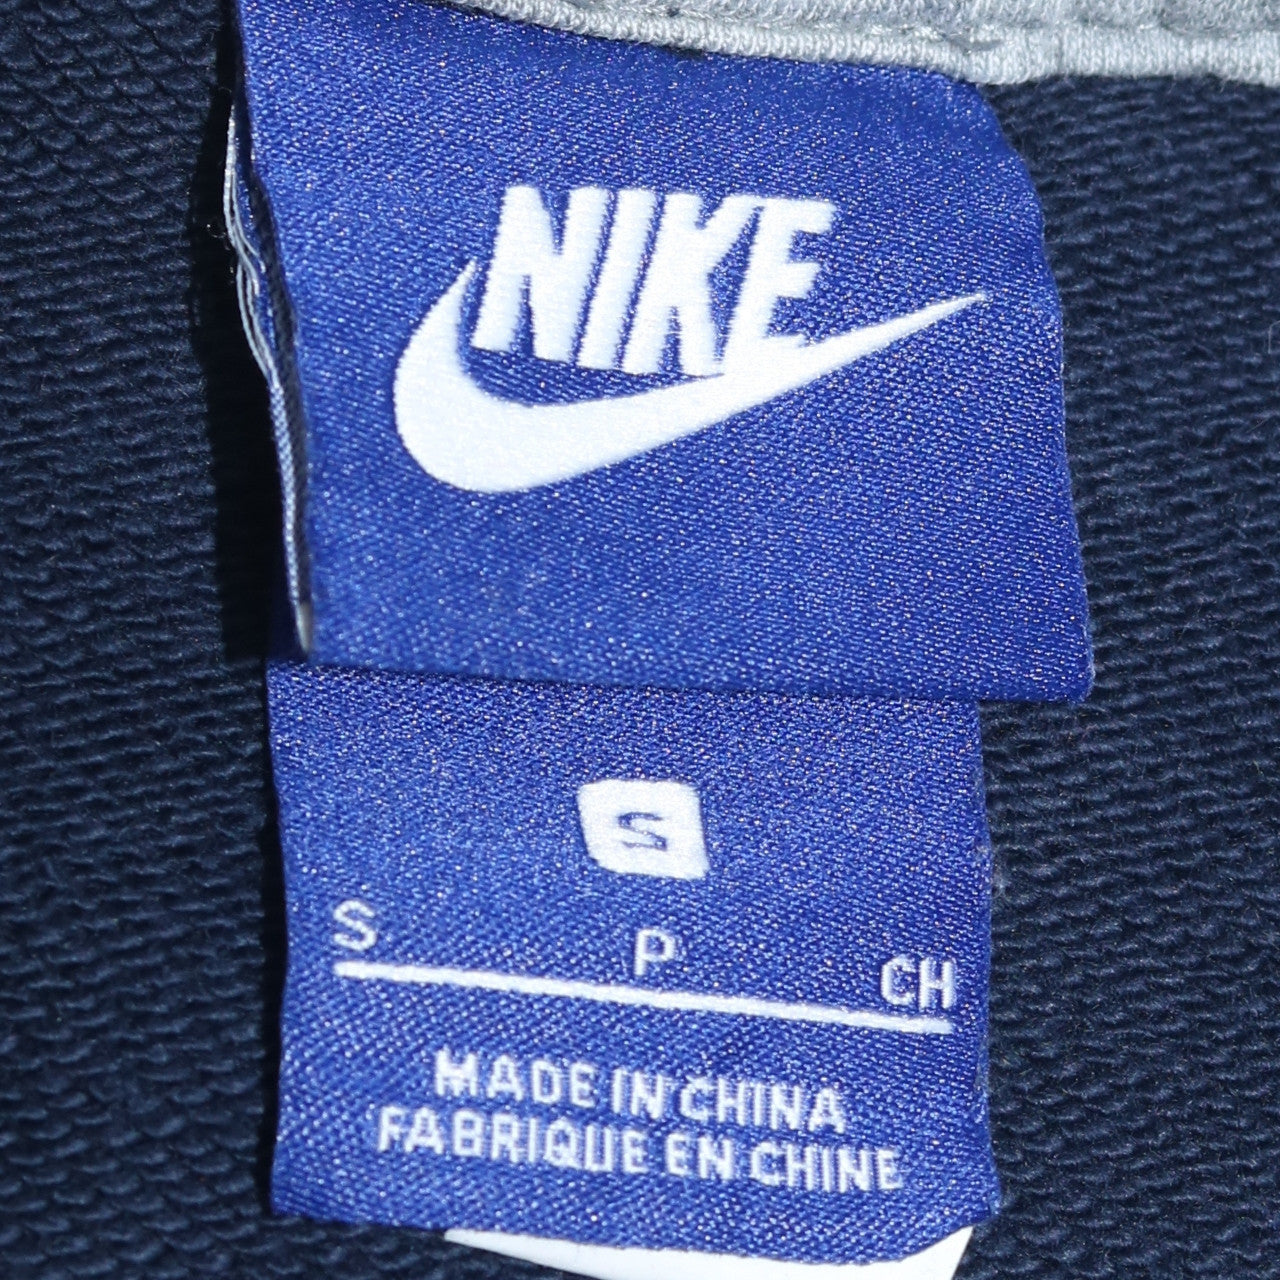 NIKE
S
S P CH
MADE IN CHINA
FABRIQUE EN CHINE